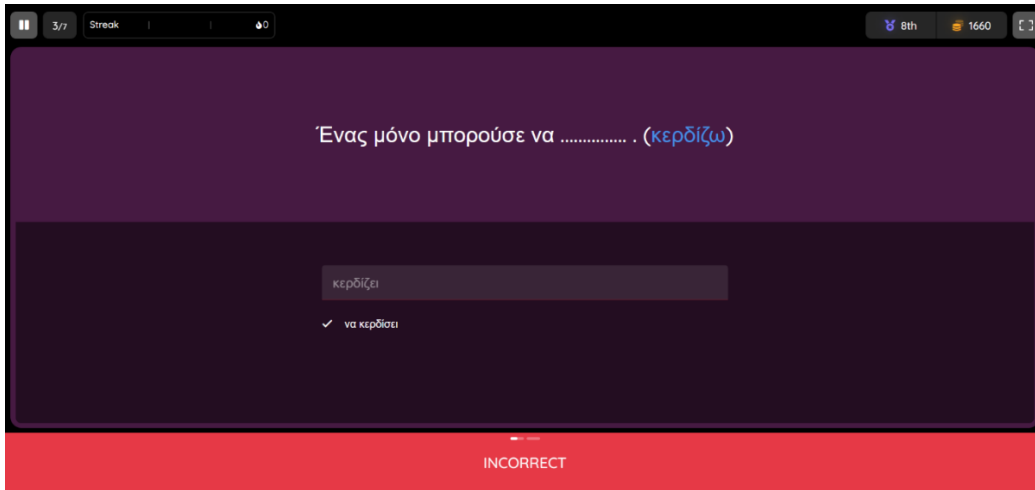 3/7 Streak 0 8th 1660
Ένας μόνο μπορούσε να ............... . (κερδίζω)
κερδίζει
να κερδίσει
INCORRECT